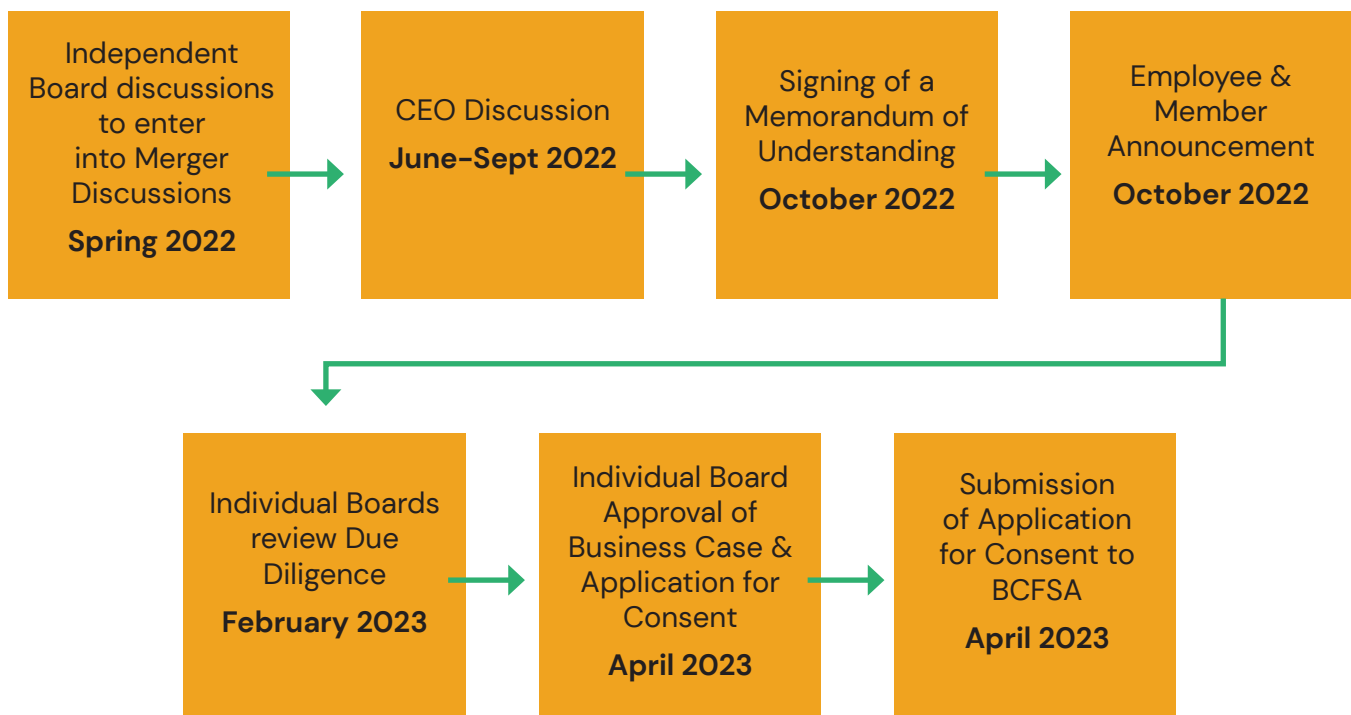 Independent
Board discussions
to enter
into Merger
Discussions
Spring 2022
CEO Discussion
June-Sept 2022
Signing of a
Memorandum of
Understanding
October 2022
Employee &
Member
Announcement
October 2022
Individual Boards
review Due
Diligence
February 2023
Individual Board
Approval of
Business Case &
Application for
Consent
April 2023
Submission
of Application
for Consent to
BCFSA
April 2023